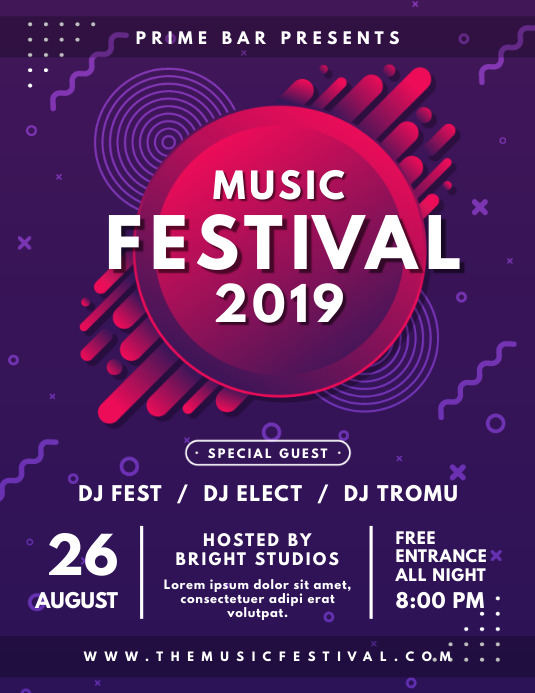 PRIME BAR PRESENTS
MUSIC
FESTIVAL
2019
· SPECIAL GUEST ·
DJ FEST / DJ ELECT / DJ TROMU
26
AUGUST
HOSTED BY
BRIGHT STUDIOS
Lorem ipsum dolor sit amet,
consectetuer adipi erat
volutpat.
FREE
ENTRANCE
ALL NIGHT
8:00 PM
WWW.THEMUSICFESTIVAL.COM